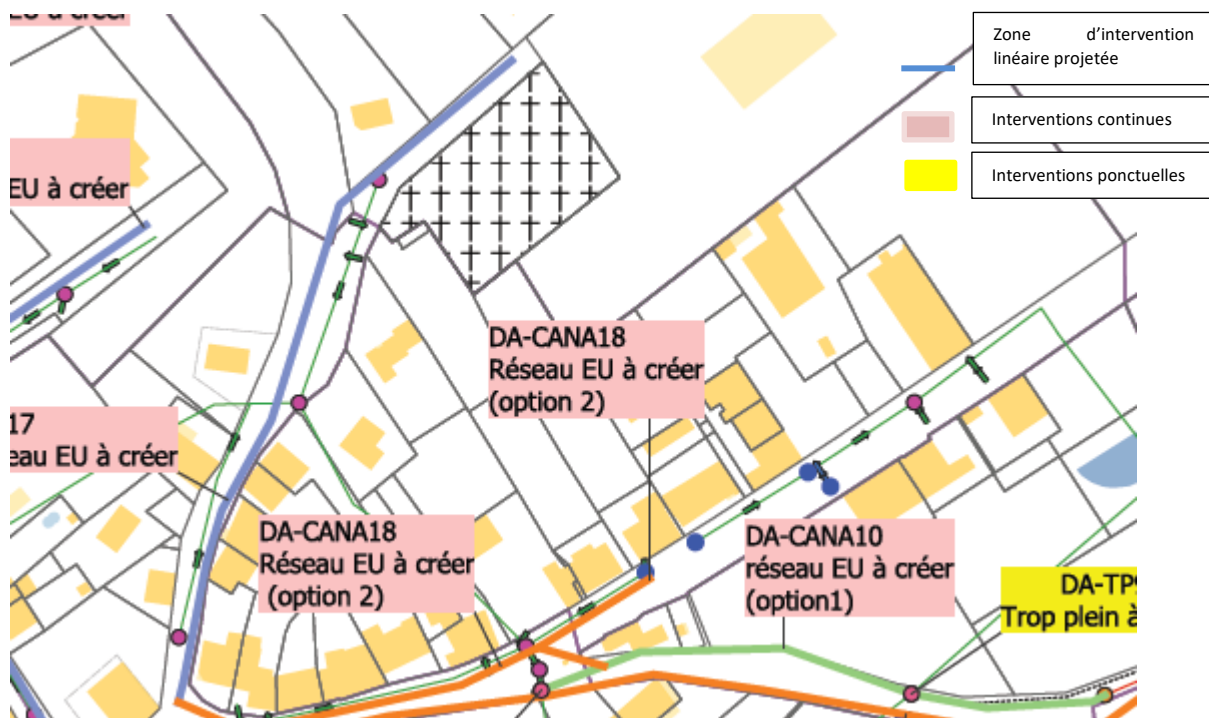 EU à créer
Zone d'intervention
linéaire projetée
Interventions continues
Interventions ponctuelles
EU à créer
DA-CANA18
Réseau EU à créer
(option 2)
17
eau EU à créer
DA-CANA18
Réseau EU à créer
(option 2)
DA-CANA10
réseau EU à créer
(option1)
DA-TP
Trop plein à